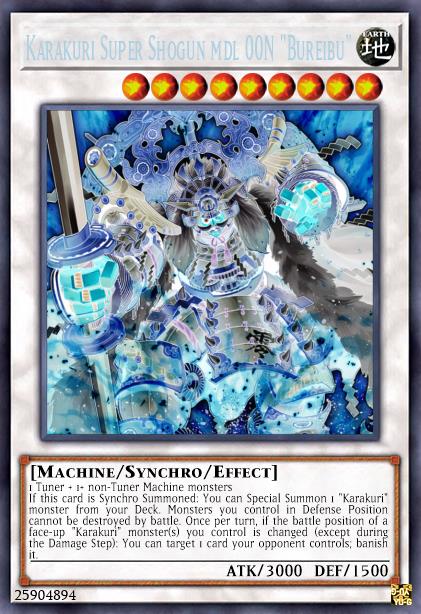 Karakuri Super Shogun mdl 00N "Bureibu"
EARTH
地
零
[Machine/Synchro/Effect]
1 Tuner + 1+ non-Tuner Machine monsters
If this card is Synchro Summoned: You can Special Summon 1 "Karakuri"
monster from your Deck. Monsters you control in Defense Position
cannot be destroyed by battle. Once per turn, if the battle position of a
face-up "Karakuri" monster(s) you control is changed (except during
the Damage Step): You can target 1 card your opponent controls; banish
it.
ATK/3000 DEF/1500
25904894